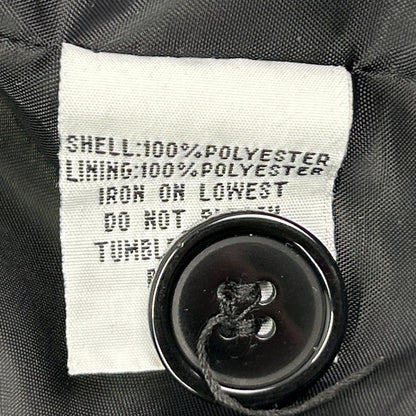 SHELL:100%POLYESTER
LINING:100%POLYESTER
IRON ON LOWEST
DO NOT
TUMBLE